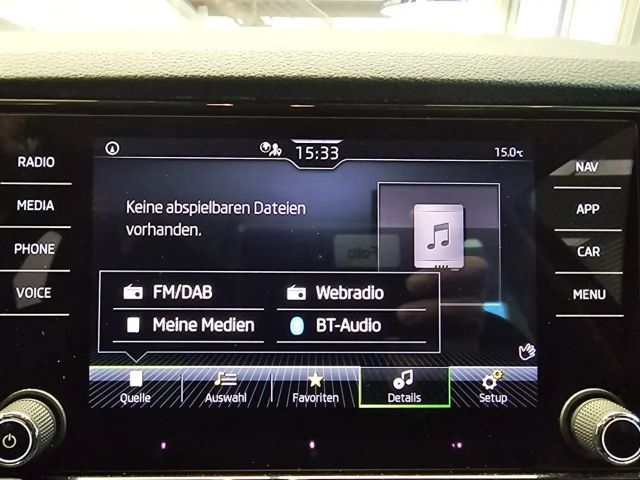 RADIO
MEDIA
PHONE
VOICE
15:33
15.0°C
Keine abspielbaren Dateien
vorhanden.
FM/DAB
Webradio
Meine Medien
BT-Audio
Quelle
Auswahl
Favoriten
Details
Setup
NAV
APP
CAR
MENU